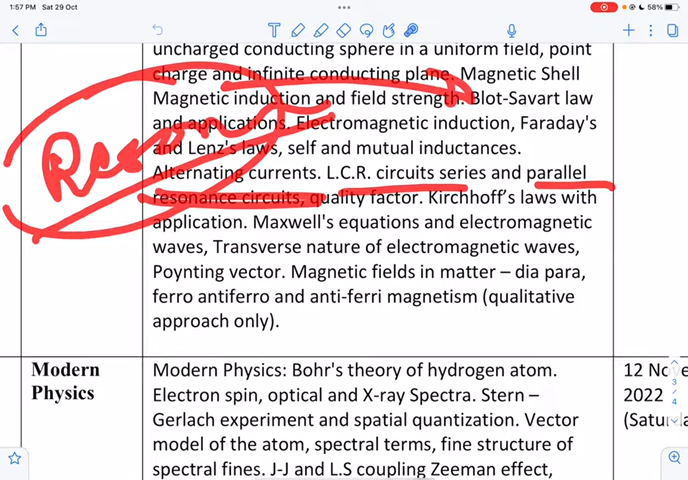 1:57 PM Sat 29 Oct
58%
uncharged conducting sphere in a uniform field, point
charge and infinite conducting plane. Magnetic Shell
Magnetic induction and field strength. Blot-Savart law
and applications. Electromagnetic induction, Faraday's
and Lenz's laws, self and mutual inductances.
Alternating currents. L.C.R. circuits series and parallel
resonance circuits, quality factor. Kirchhoff's laws with
application. Maxwell's equations and electromagnetic
waves, Transverse nature of electromagnetic waves,
Poynting vector. Magnetic fields in matter – dia para,
ferro antiferro and anti-ferri magnetism (qualitative
approach only).
Modern
Physics
Modern Physics: Bohr's theory of hydrogen atom.
Electron spin, optical and X-ray Spectra. Stern –
Gerlach experiment and spatial quantization. Vector
model of the atom, spectral terms, fine structure of
spectral fines. J-J and L.S coupling Zeeman effect,
12 Nove
2022
(Saturda
3
/
4